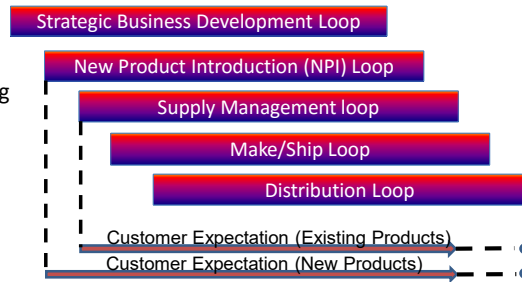 Strategic Business Development Loop
New Product Introduction (NPI) Loop
Supply Management loop
Make/Ship Loop
Distribution Loop
Customer Expectation (Existing Products)
Customer Expectation (New Products)